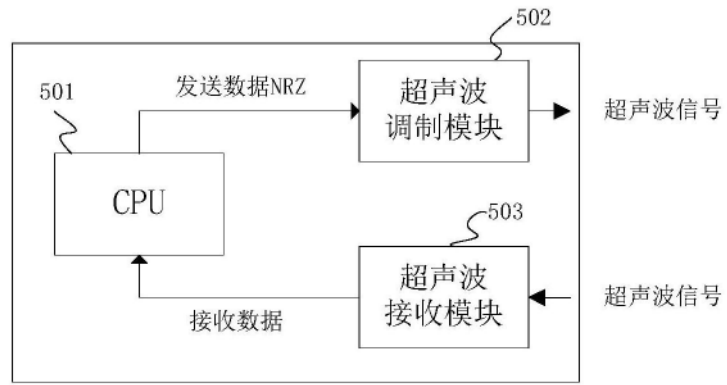 502
501
发送数据NRZ
超声波
调制模块
超声波信号
CPU
503
超声波
接收模块
超声波信号
接收数据